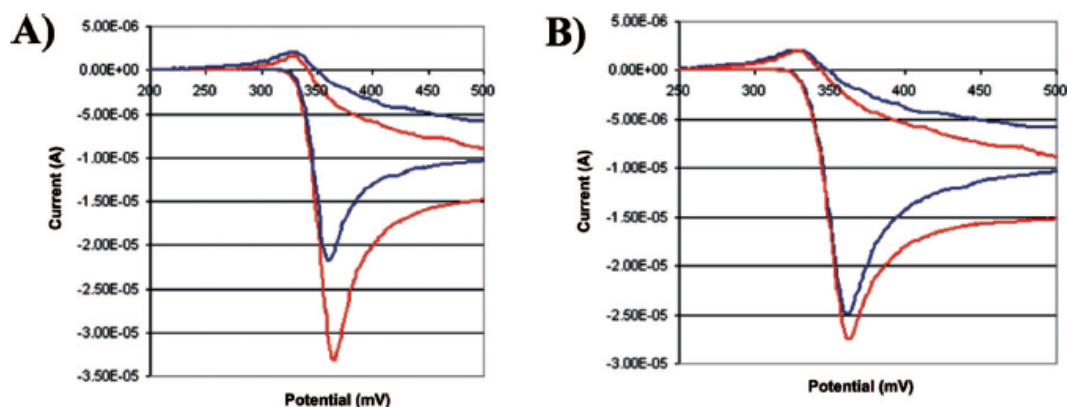 A)
5.00E-06
0.00E+00
-5.00E-06
-1.00E-05
-1.50E-05
-2.00E-05
-2.50E-05
-3.00E-05
-3.50E-05
200 250 300 350 400 450 500
Current (A)
Potential (mV)
B)
5.00E-06
0.00E+00
-5.00E-06
-1.00E-05
-1.50E-05
-2.00E-05
-2.50E-05
-3.00E-05
250 300 350 400 450 500
Current (A)
Potential (mV)